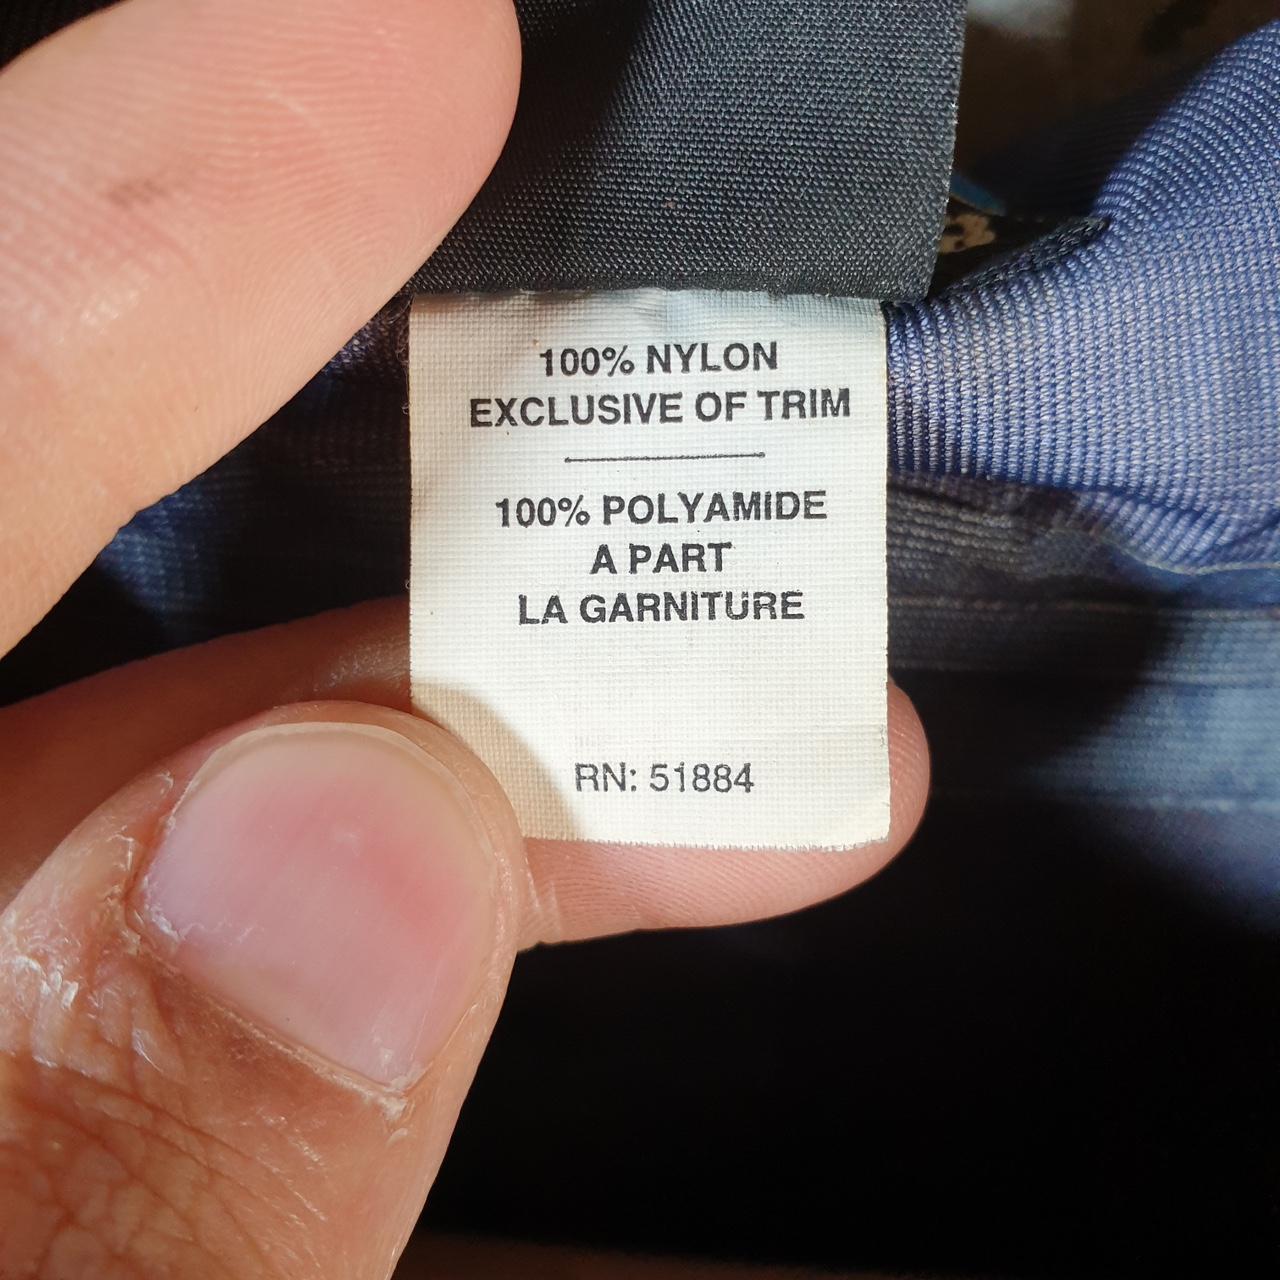 100% NYLON
EXCLUSIVE OF TRIM
100% POLYAMIDE
A PART
LA GARNITURE
RN: 51884